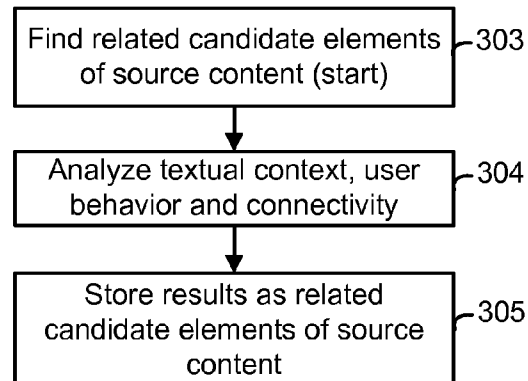 Find related candidate elements
of source content (start)
303
Analyze textual context, user
behavior and connectivity
304
Store results as related
candidate elements of source
content
305